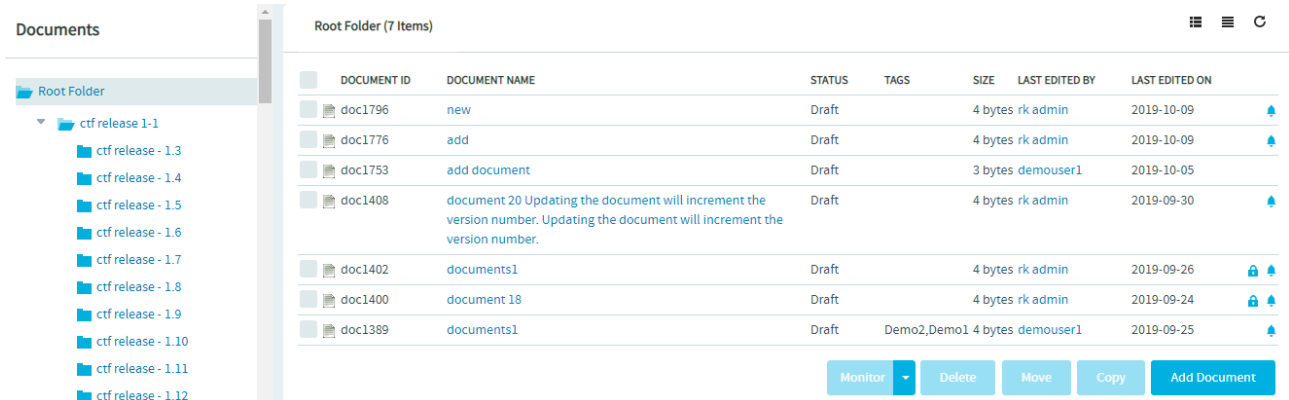 Documents
Root Folder
ctf release 1-1
ctf release - 1.3
ctf release - 1.4
ctf release - 1.5
ctf release - 1.6
ctf release - 1.7
ctf release - 1.8
ctf release - 1.9
ctf release - 1.10
ctf release - 1.11
ctf release - 1.12
Root Folder (7 Items)
DOCUMENT ID DOCUMENT NAME STATUS TAGS SIZE LAST EDITED BY LAST EDITED ON
doc1796 new Draft 4 bytes rk admin 2019-10-09
doc1776 add Draft 4 bytes rk admin 2019-10-09
doc1753 add document Draft 3 bytes demouser1 2019-10-05
doc1408 document 20 Updating the document will increment the Draft 4 bytes rk admin 2019-09-30
version number. Updating the document will increment the
version number.
doc1402 documents1 Draft 4 bytes rk admin 2019-09-26
doc1400 document 18 Draft 4 bytes rk admin 2019-09-24
doc1389 documents1 Draft Demo2,Demo1 4 bytes demouser1 2019-09-25
Monitor Delete Move Copy Add Document